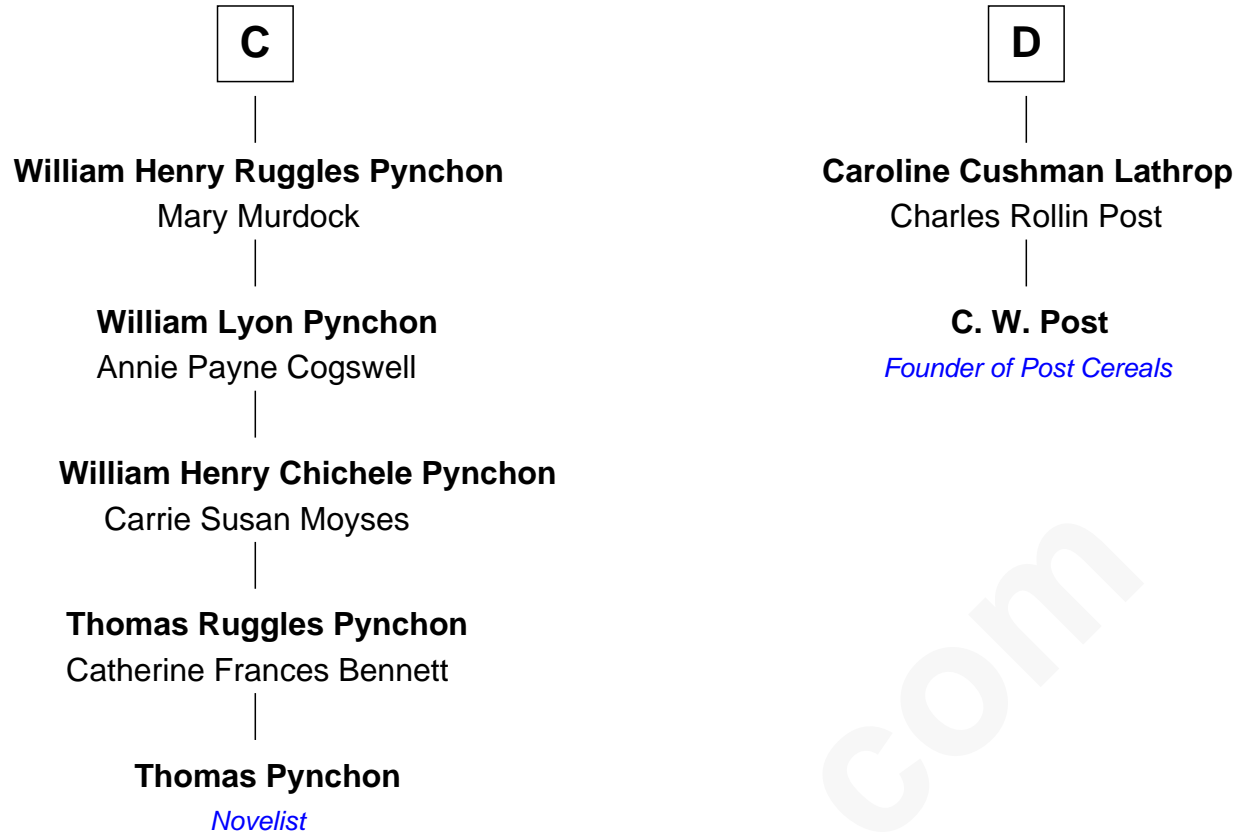 C
William Henry Ruggles Pynchon
Mary Murdock
William Lyon Pynchon
Annie Payne Cogswell
William Henry Chichele Pynchon
Carrie Susan Moyses
Thomas Ruggles Pynchon
Catherine Frances Bennett
Thomas Pynchon
Novelist
D
Caroline Cushman Lathrop
Charles Rollin Post
C. W. Post
Founder of Post Cereals
com